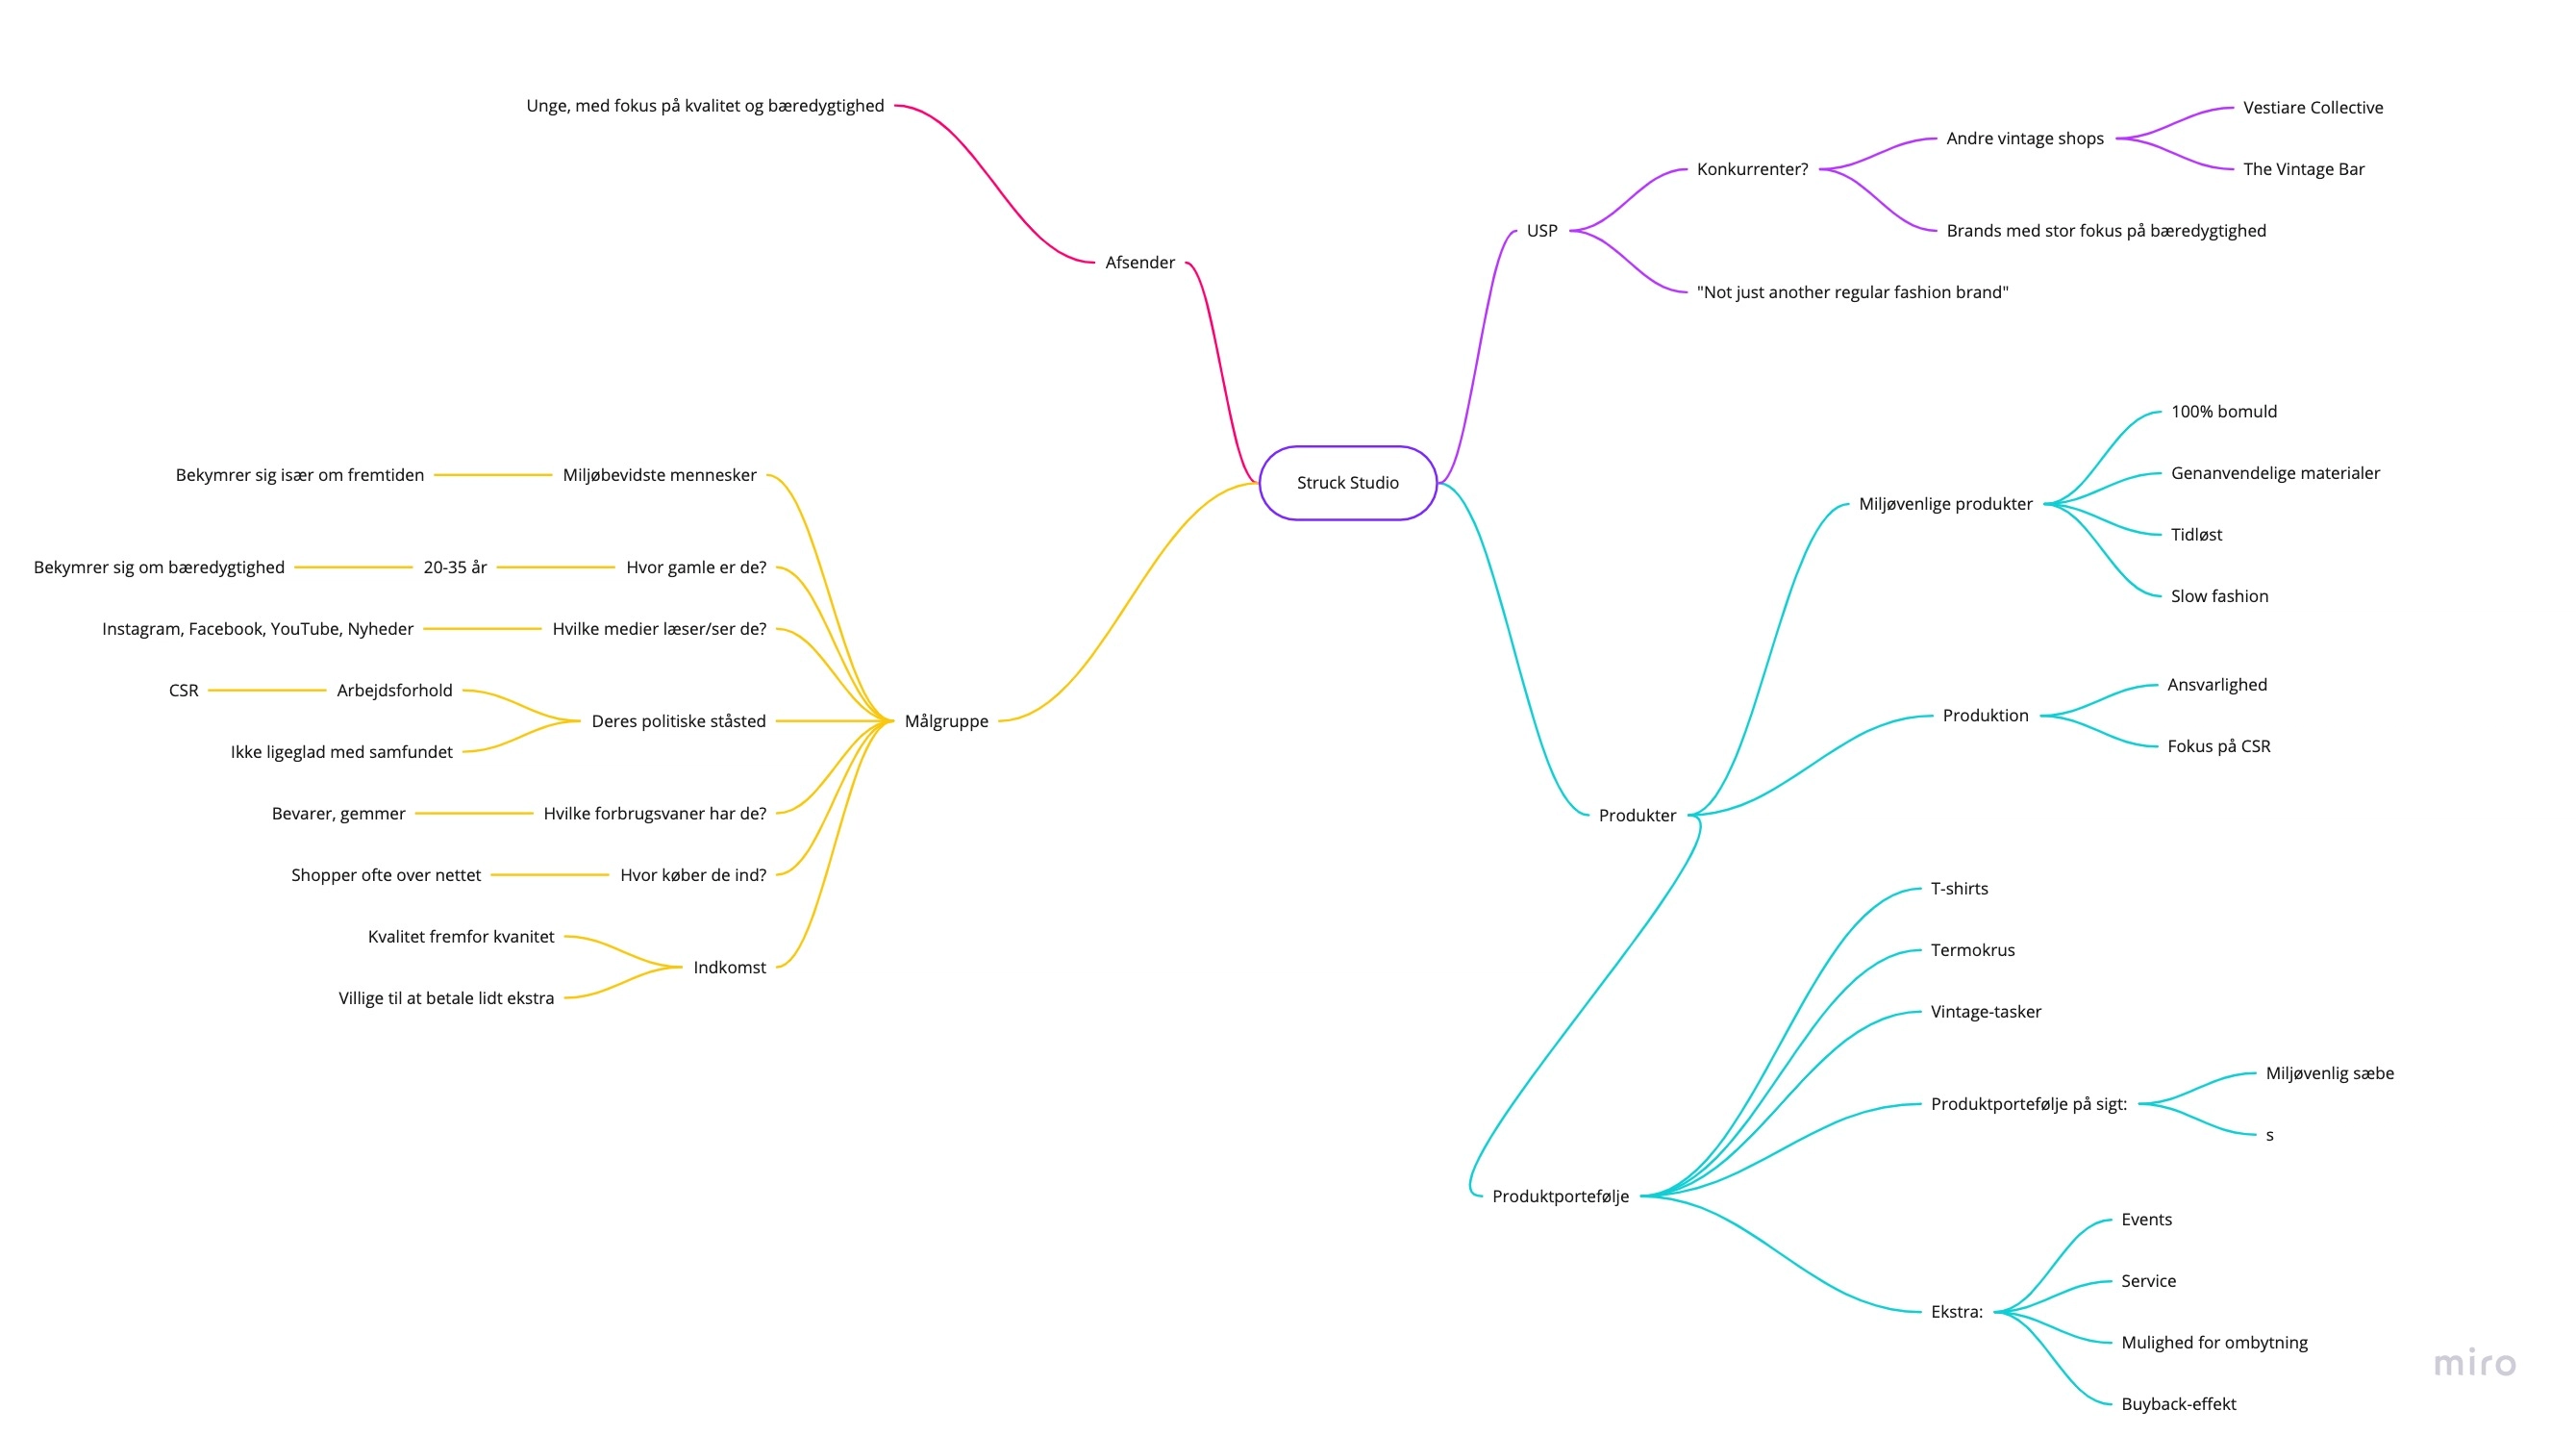 Struck Studio
Afsender
Unge, med fokus på kvalitet og bæredygtighed
Målgruppe
Miljøbevidste mennesker
Bekymrer sig især om fremtiden
Hvor gamle er de?
20-35 år
Bekymrer sig om bæredygtighed
Hvilke medier læser/ser de?
Instagram, Facebook, YouTube, Nyheder
Deres politiske ståsted
Arbejdsforhold
CSR
Ikke ligeglad med samfundet
Hvilke forbrugsvaner har de?
Bevarer, gemmer
Hvor køber de ind?
Shopper ofte over nettet
Indkomst
Kvalitet fremfor kvanitet
Villige til at betale lidt ekstra
USP
Konkurrenter?
Andre vintage shops
Vestiare Collective
The Vintage Bar
Brands med stor fokus på bæredygtighed
"Not just another regular fashion brand"
Produkter
Miljøvenlige produkter
100% bomuld
Genanvendelige materialer
Tidløst
Slow fashion
Produktion
Ansvarlighed
Fokus på CSR
Produktportefølje
T-shirts
Termokrus
Vintage-tasker
Produktportefølje på sigt:
Miljøvenlig sæbe
s
Ekstra:
Events
Service
Mulighed for ombytning
Buyback-effekt
miro